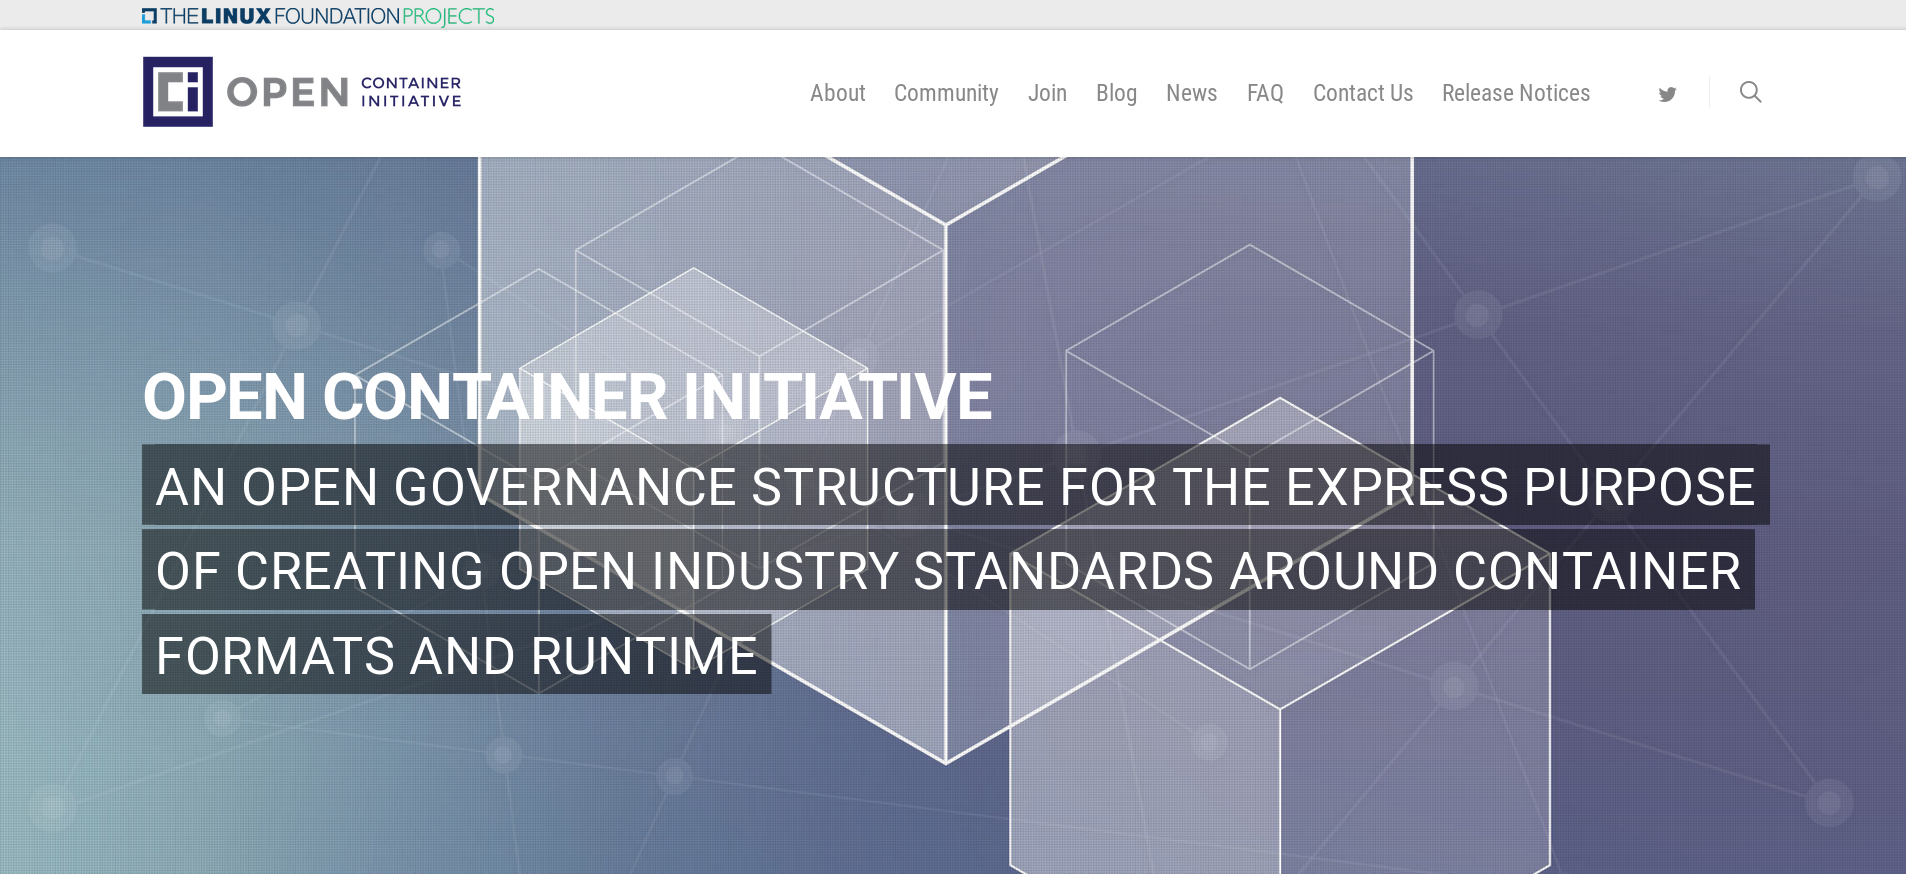 THE LINUX FOUNDATION PROJECTS
OPEN CONTAINER INITIATIVE
About Community Join Blog News FAQ Contact Us Release Notices
OPEN CONTAINER INITIATIVE
AN OPEN GOVERNANCE STRUCTURE FOR THE EXPRESS PURPOSE
OF CREATING OPEN INDUSTRY STANDARDS AROUND CONTAINER
FORMATS AND RUNTIME